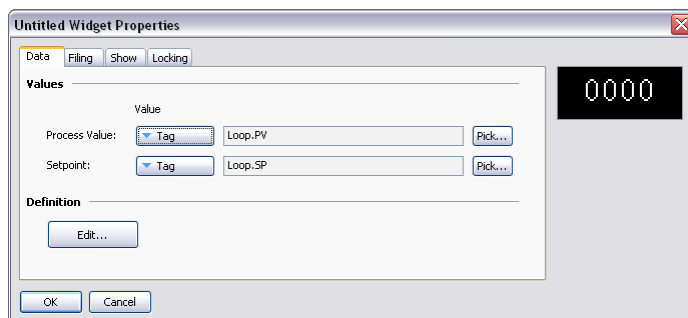 Untitled Widget Properties
Data Filing Show Locking
0000
Values
Value
Process Value: Tag Loop.PV Pick...
Setpoint: Tag Loop.SP Pick...
Definition
Edit...
OK Cancel